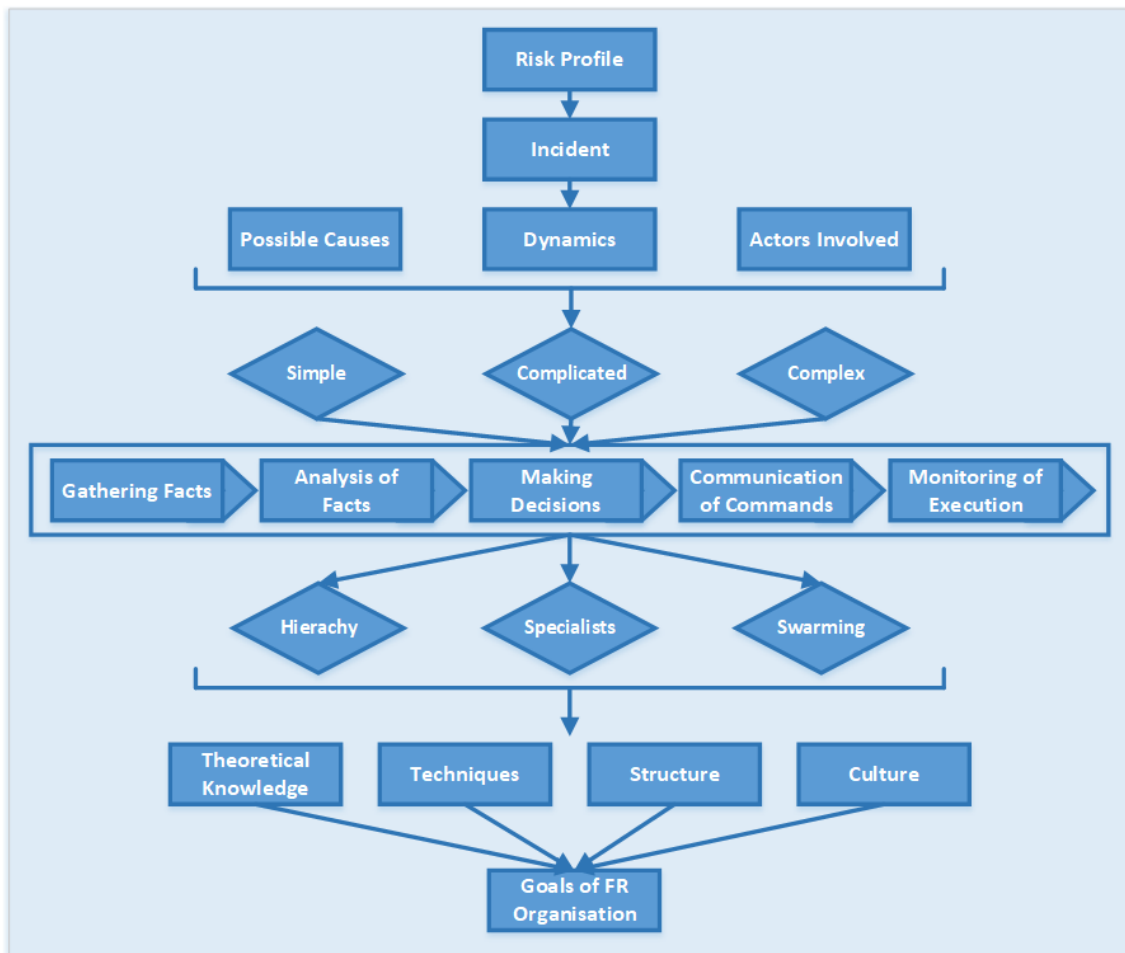 Risk Profile
Incident
Possible Causes
Dynamics
Actors Involved
Simple
Complicated
Complex
Gathering Facts
Analysis of
Facts
Making
Decisions
Communication
of Commands
Monitoring of
Execution
Hierachy
Specialists
Swarming
Theoretical
Knowledge
Techniques
Structure
Culture
Goals of FR
Organisation